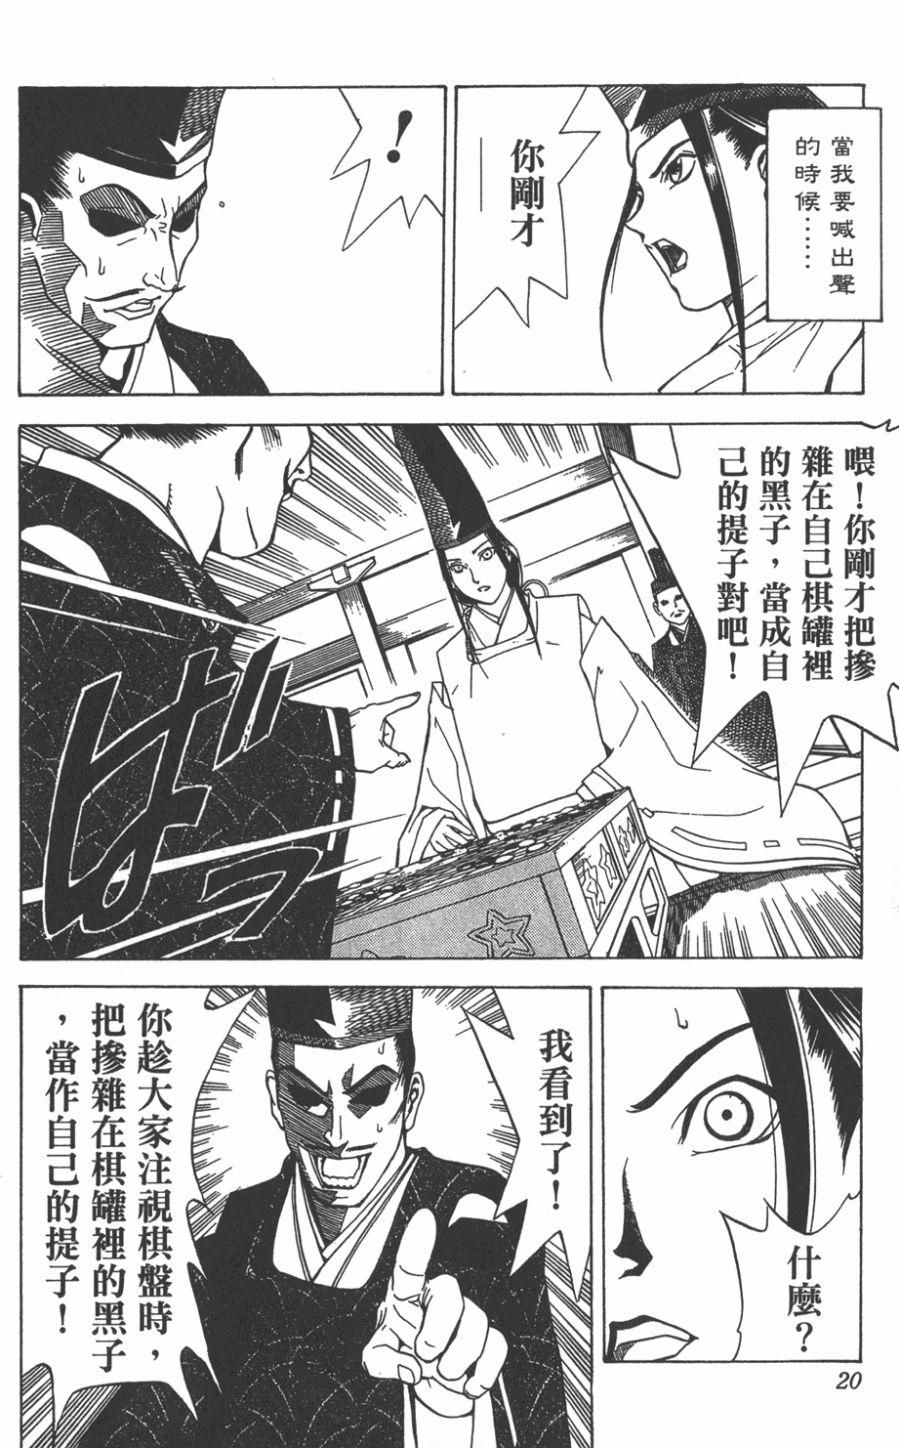 當我要喊出聲
的時候……
你剛才
！
喂！你剛才把摻
雜在自己棋罐裡
的黑子，當成自
己的提子對吧！
ばっ
什麼？
我看到了！
你趁大家注視棋盤時，
把摻雜在棋罐裡的黑子
，當作自己的提子！
20